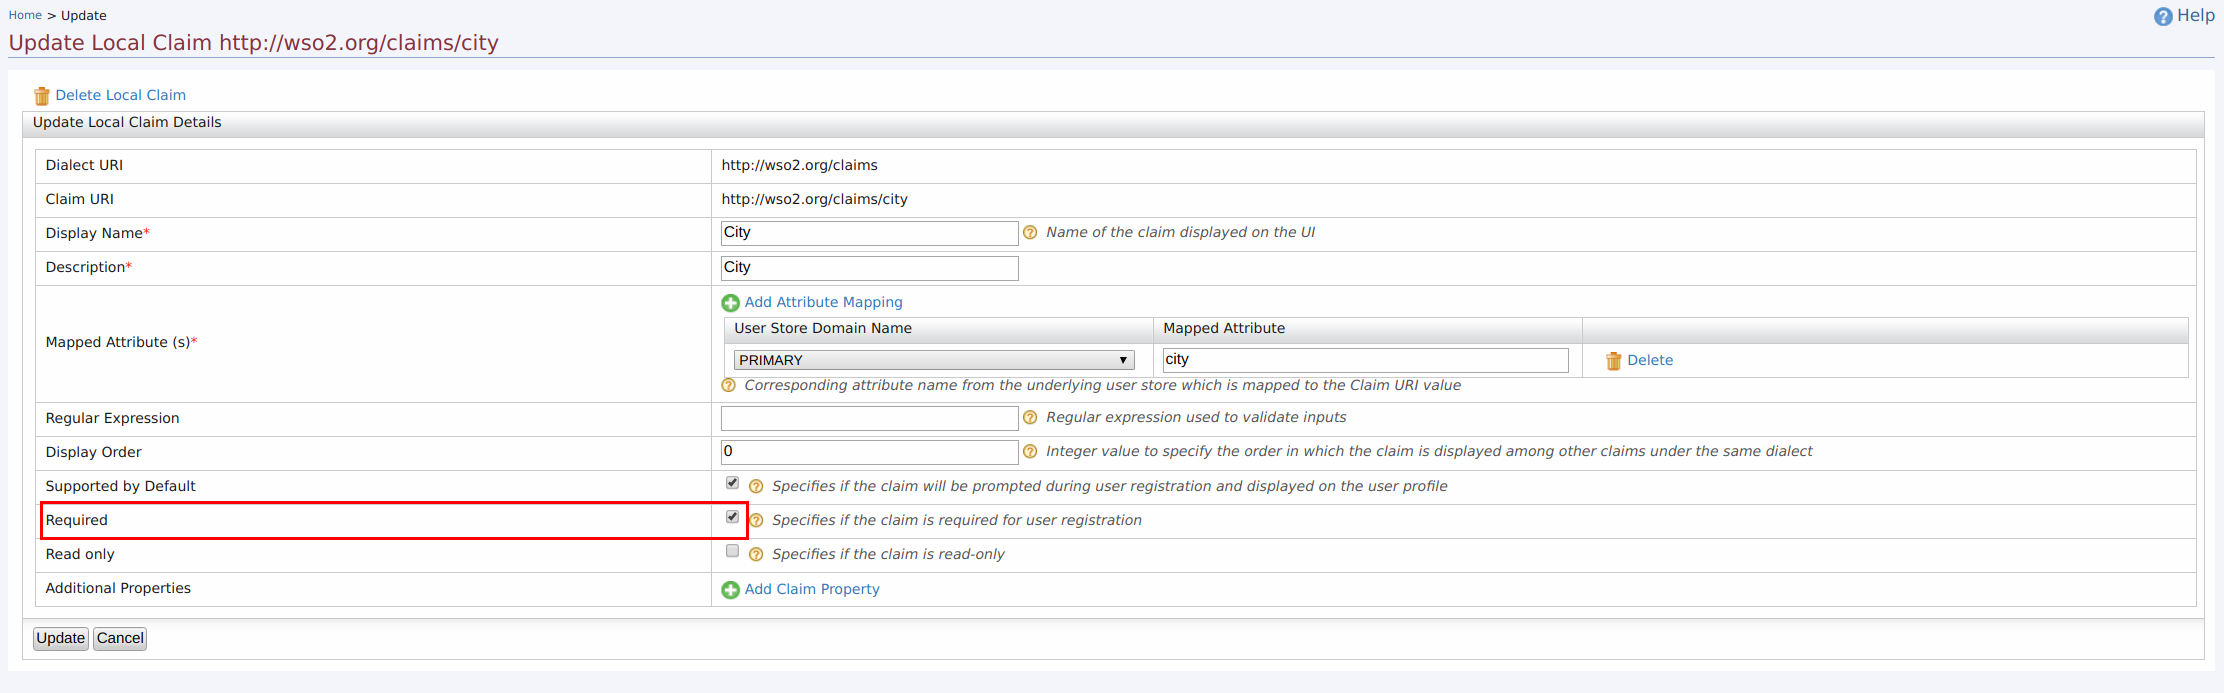 Home > Update
Help
Update Local Claim http://wso2.org/claims/city
Delete Local Claim
Update Local Claim Details
Dialect URI http://wso2.org/claims
Claim URI http://wso2.org/claims/city
Display Name* City Name of the claim displayed on the UI
Description* City
Add Attribute Mapping
User Store Domain Name Mapped Attribute
Mapped Attribute (s)*
PRIMARY city Delete
Corresponding attribute name from the underlying user store which is mapped to the Claim URI value
Regular Expression Regular expression used to validate inputs
Display Order 0 Integer value to specify the order in which the claim is displayed among other claims under the same dialect
Supported by Default Specifies if the claim will be prompted during user registration and displayed on the user profile
Required Specifies if the claim is required for user registration
Read only Specifies if the claim is read-only
Additional Properties Add Claim Property
Update Cancel